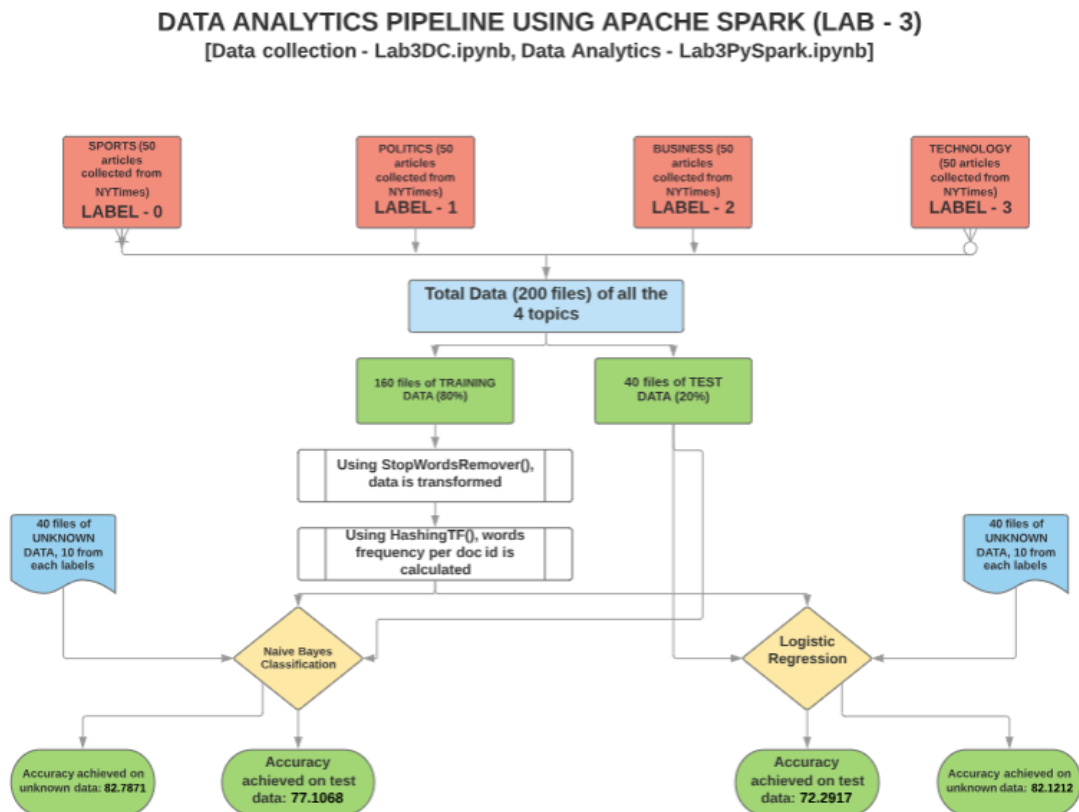 DATA ANALYTICS PIPELINE USING APACHE SPARK (LAB - 3)
[Data collection - Lab3DC.ipynb, Data Analytics - Lab3PySpark.ipynb]
SPORTS (50
articles
collected from
NYTimes)
LABEL - 0
POLITICS (50
articles
collected from
NYTimes)
LABEL - 1
BUSINESS (50
articles
collected from
NYTimes)
LABEL - 2
TECHNOLOGY
(50 articles
collected from
NYTimes)
LABEL - 3
Total Data (200 files) of all the
4 topics
160 files of TRAINING
DATA (80%)
40 files of TEST
DATA (20%)
Using StopWordsRemover(),
data is transformed
Using HashingTF(), words
frequency per doc id is
calculated
40 files of
UNKNOWN
DATA, 10 from
each labels
40 files of
UNKNOWN
DATA, 10 from
each labels
Naive Bayes
Classification
Logistic
Regression
Accuracy achieved on
unknown data: 82.7871
Accuracy
achieved on test
data: 77.1068
Accuracy
achieved on test
data: 72.2917
Accuracy achieved on
unknown data: 82.1212